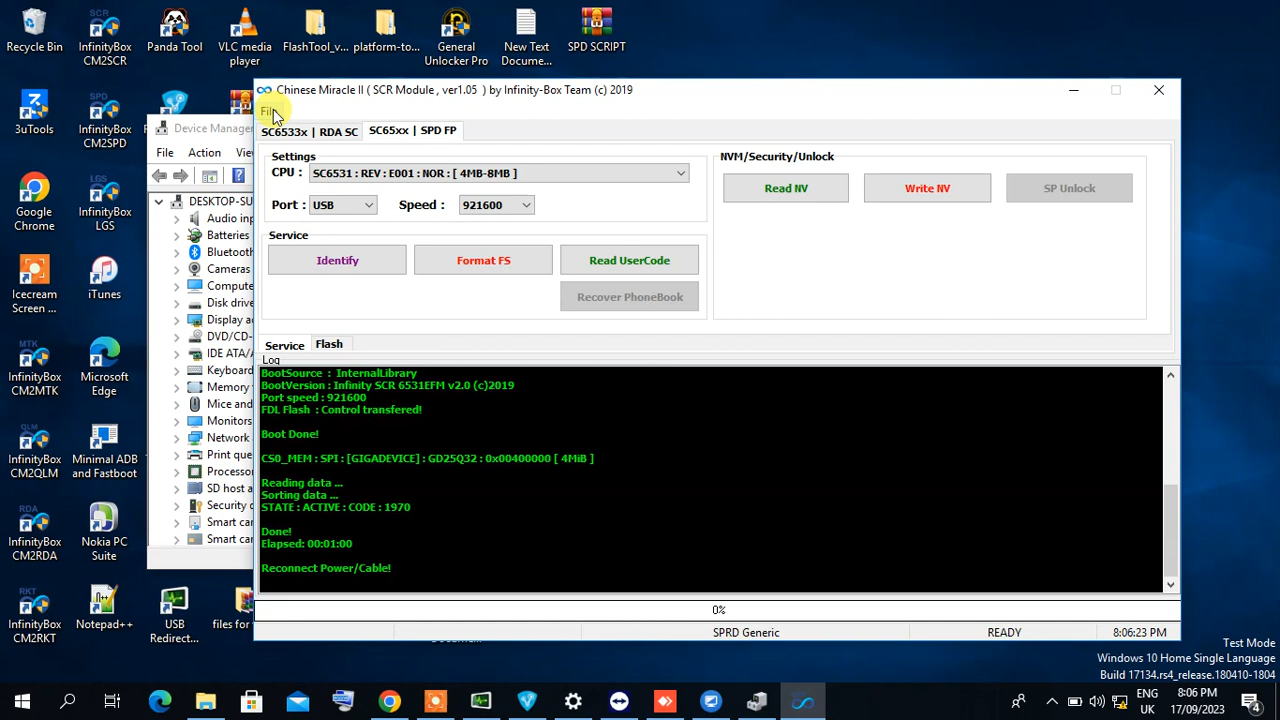 Recycle Bin
InfinityBox
CM2SCR
Panda Tool
VLC media
player
FlashTool_v...
platform-to...
General
Unlocker Pro
New Text
Docume...
SPD SCRIPT
Chinese Miracle II ( SCR Module , ver1.05 ) by Infinity-Box Team (c) 2019
SC6533x | RDA SC
SC65xx | SPD FP
Settings
CPU :
SC6531 : REV : E001 : NOR : [ 4MB-8MB ]
Port :
USB
Speed :
921600
NVM/Security/Unlock
Read NV
Write NV
SP Unlock
Service
Identify
Format FS
Read UserCode
Recover PhoneBook
Service
Flash
Log
BootSource : InternalLibrary
BootVersion : Infinity SCR 6531EFM v2.0 (c)2019
Port speed : 921600
FDL Flash : Control transfered!
Boot Done!
CS0_MEM : SPI : [GIGADEVICE] : GD25Q32 : 0x00400000 [ 4MiB ]
Reading data ...
Sorting data ...
STATE : ACTIVE : CODE : 1970
Done!
Elapsed: 00:01:00
Reconnect Power/Cable!
0%
SPRD Generic
READY
8:06:23 PM
Device Manag
File
Action
Vie
DESKTOP-SU
Audio inp
Batteries
Bluetooth
Cameras
Compute
Disk drive
Display a
DVD/CD-
IDE ATA/
Keyboard
Memory
Mice and
Monitors
Network
Print que
Processor
SD host a
Security
Smart car
Smart car
3uTools
InfinityBox
CM2SPD
Google
Chrome
InfinityBox
LGS
Icecream
Screen ...
iTunes
InfinityBox
CM2MTK
Microsoft
Edge
InfinityBox
CM2QLM
Minimal ADB
and Fastboot
InfinityBox
CM2RDA
Nokia PC
Suite
InfinityBox
CM2RKT
Notepad++
USB
Redirect...
files for
Test Mode
Windows 10 Home Single Language
Build 17134.rs4_release.180410-1804
ENG
UK
8:06 PM
17/09/2023
4